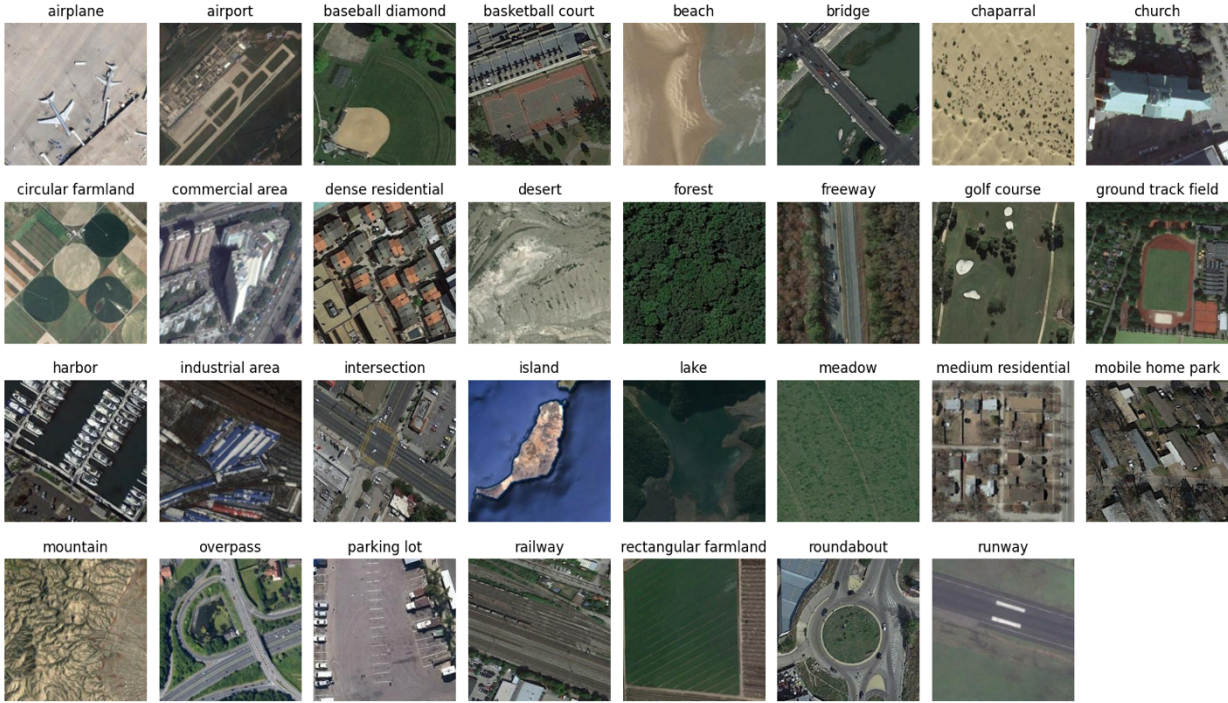 airplane
airport
baseball diamond
basketball court
beach
bridge
chaparral
church
circular farmland
commercial area
dense residential
desert
forest
freeway
golf course
ground track field
harbor
industrial area
intersection
island
lake
meadow
medium residential
mobile home park
mountain
overpass
parking lot
railway
rectangular farmland
roundabout
runway